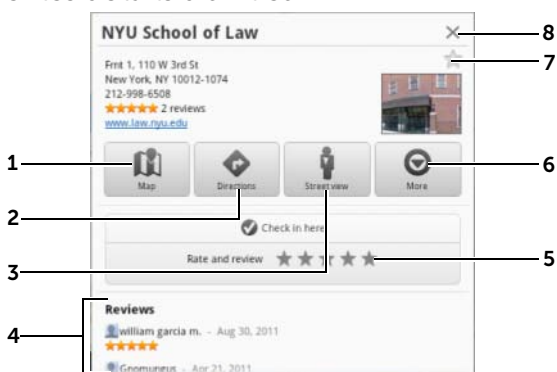 NYU School of Law
8
7
Frnt 1, 110 W 3rd St
New York, NY 10012-1074
212-998-6508
2 reviews
www.law.nyu.edu
1
Map
Directions
Street view
More
6
2
Check in here
3
Rate and review
5
4
Reviews
william garcia m. - Aug 30, 2011
Apr 21, 2011